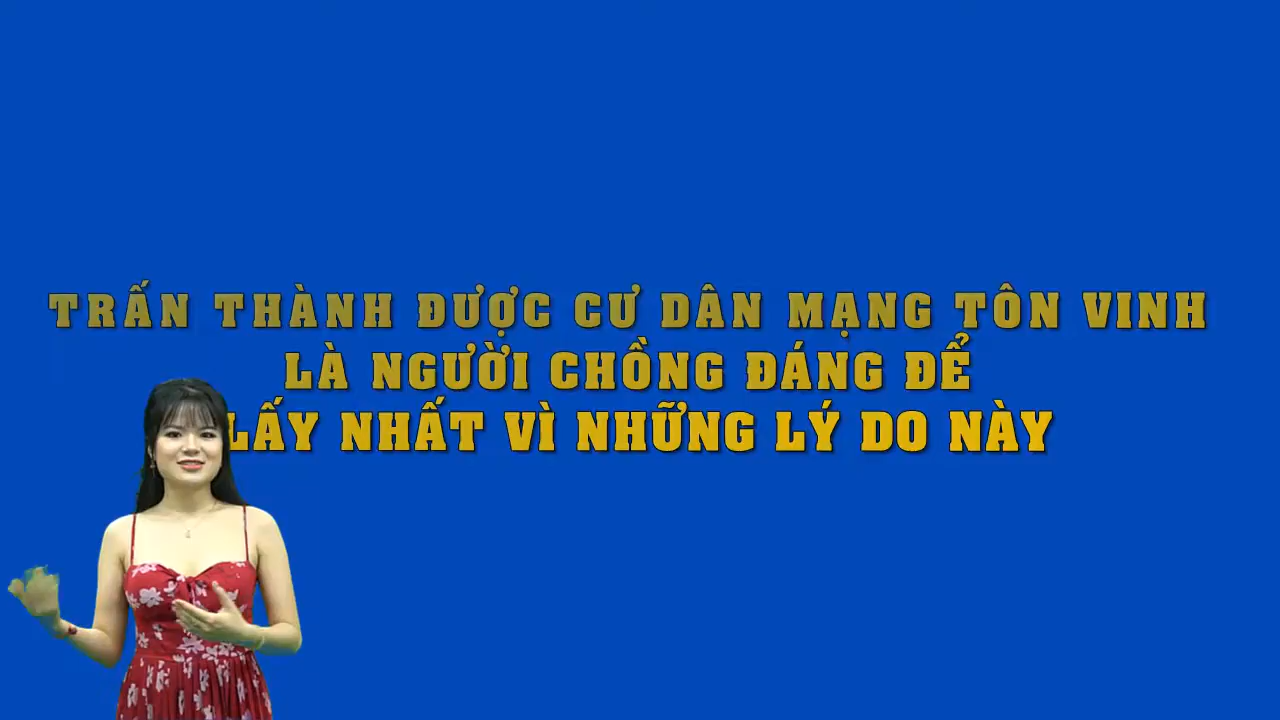 TRẤN THÀNH ĐƯỢC CƯ DÂN MẠNG TÔN VINH
LÀ NGƯỜI CHỒNG ĐÁNG ĐỂ
LẤY NHẤT VÌ NHỮNG LÝ DO NÀY